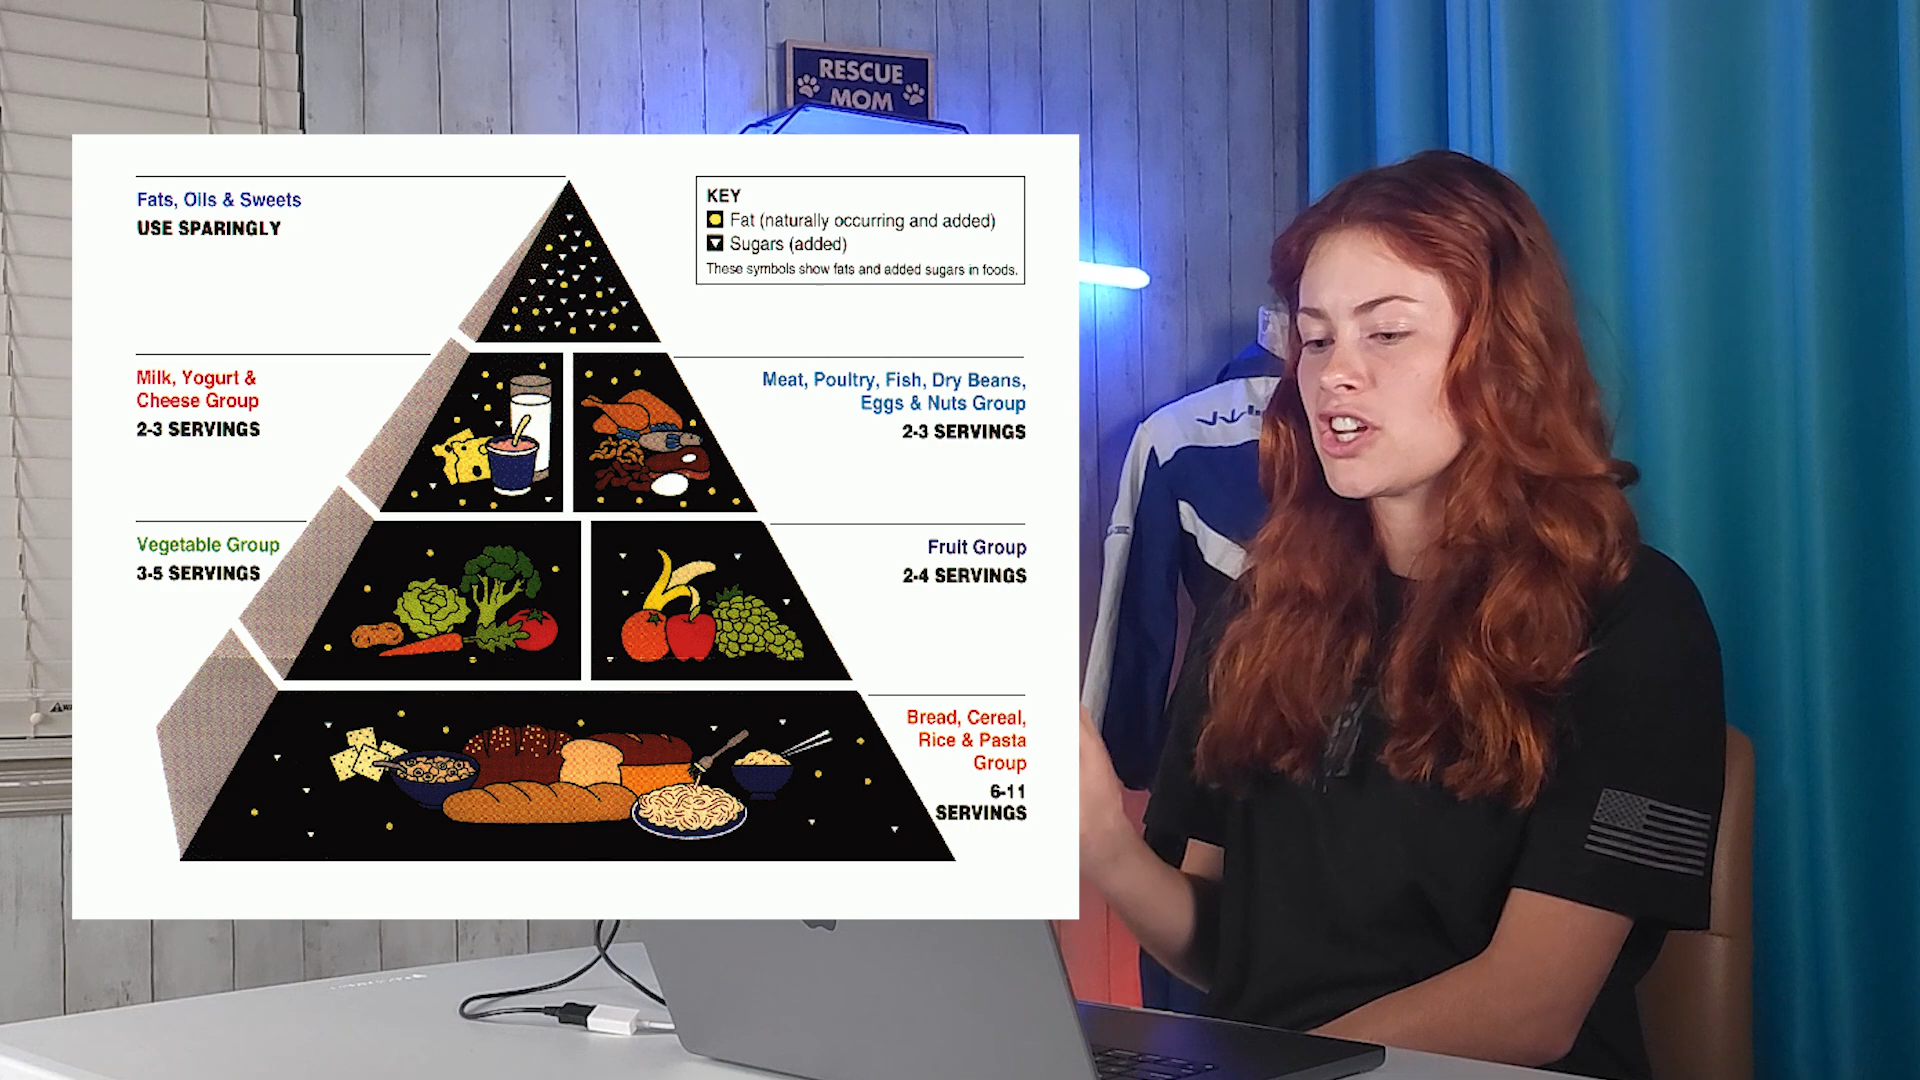 RESCUE
MOM
Fats, Oils & Sweets
USE SPARINGLY
KEY
Fat (naturally occurring and added)
Sugars (added)
These symbols show fats and added sugars in foods.
Milk, Yogurt &
Cheese Group
2-3 SERVINGS
Meat, Poultry, Fish, Dry Beans,
Eggs & Nuts Group
2-3 SERVINGS
Vegetable Group
3-5 SERVINGS
Fruit Group
2-4 SERVINGS
Bread, Cereal,
Rice & Pasta
Group
6-11
SERVINGS